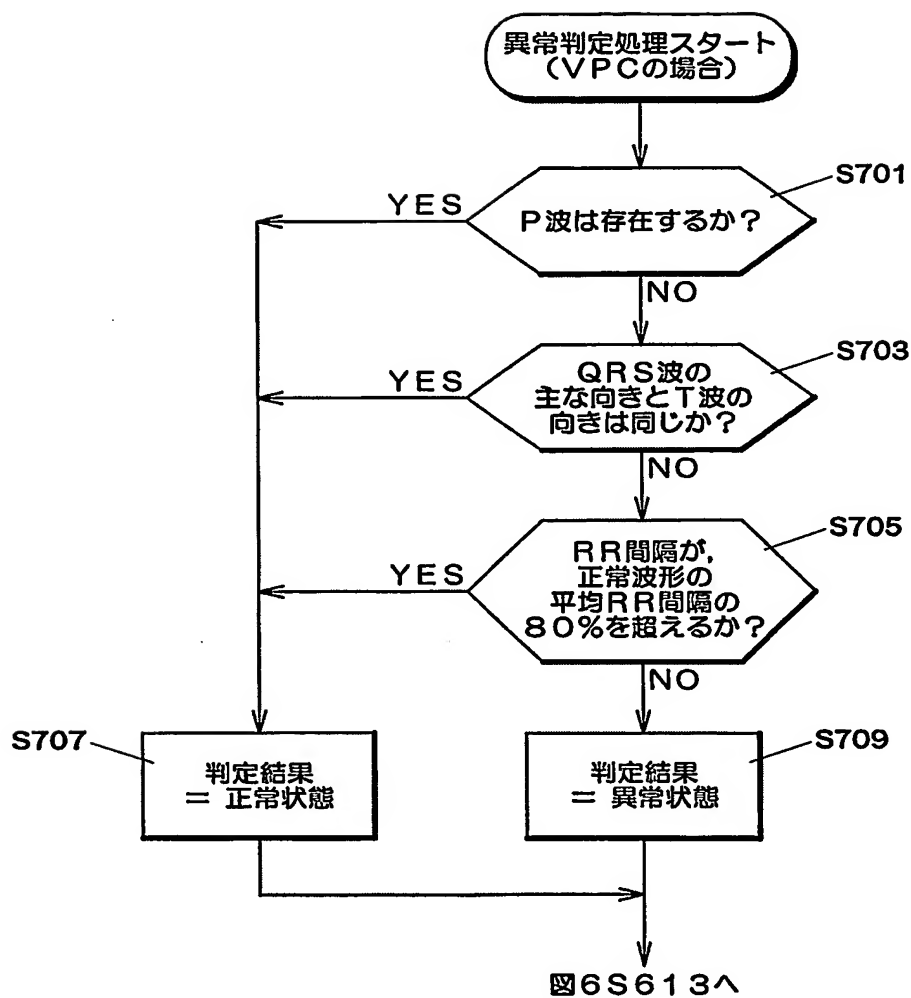 異常判定処理スタート
(VPCの場合)
S701
YES
P波は存在するか？
NO
S703
YES
QRS波の
主な向きとT波の
向きは同じか？
NO
S705
YES
RR間隔が，
正常波形の
平均RR間隔の
80%を超えるか？
NO
S707
判定結果
= 正常状態
S709
判定結果
= 異常状態
図6S613へ